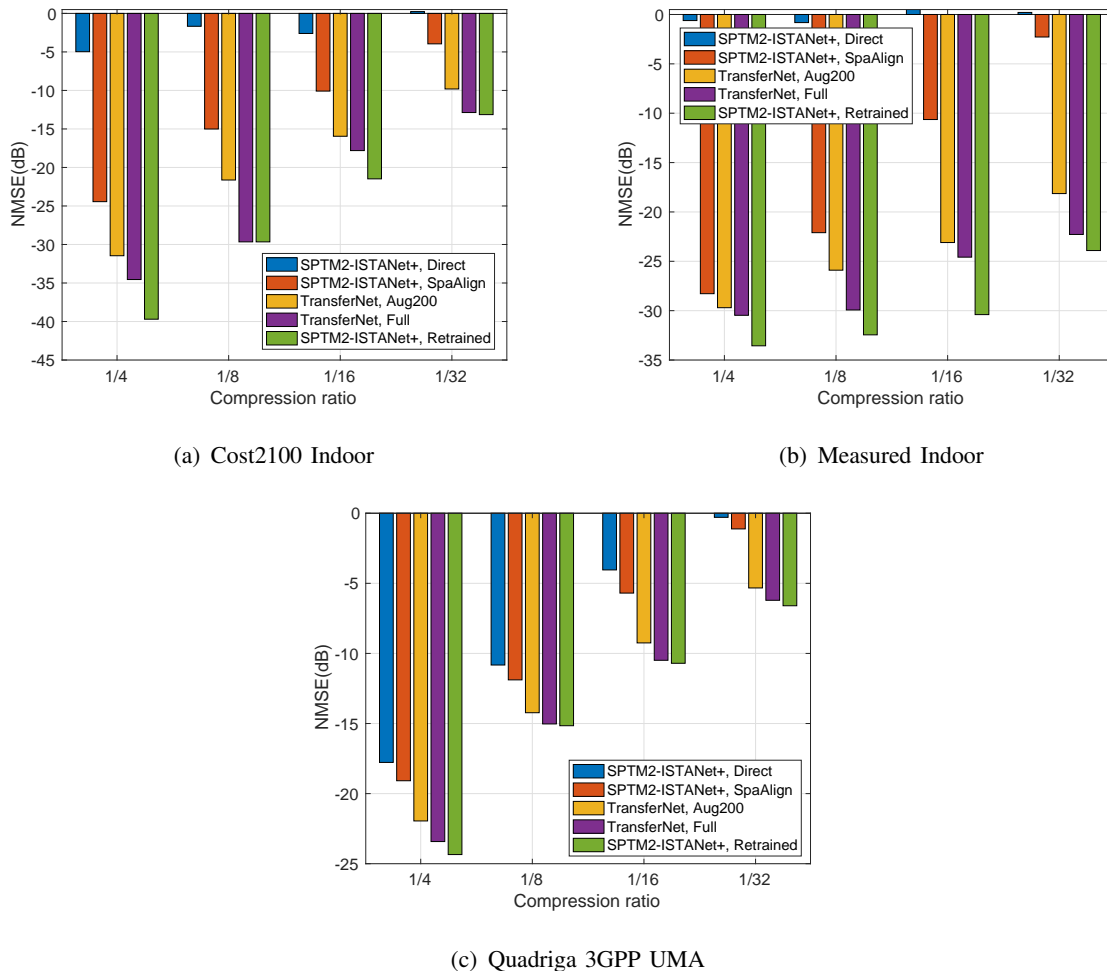 0
-5
-10
-15
-20
-25
-30
-35
-40
-45
NMSE(dB)
1/4 1/8 1/16 1/32
Compression ratio
SPTM2-ISTANet+, Direct
SPTM2-ISTANet+, SpaAlign
TransferNet, Aug200
TransferNet, Full
SPTM2-ISTANet+, Retrained
(a) Cost2100 Indoor
0
-5
-10
-15
-20
-25
-30
-35
NMSE(dB)
1/4 1/8 1/16 1/32
Compression ratio
SPTM2-ISTANet+, Direct
SPTM2-ISTANet+, SpaAlign
TransferNet, Aug200
TransferNet, Full
SPTM2-ISTANet+, Retrained
(b) Measured Indoor
0
-5
-10
-15
-20
-25
NMSE(dB)
1/4 1/8 1/16 1/32
Compression ratio
SPTM2-ISTANet+, Direct
SPTM2-ISTANet+, SpaAlign
TransferNet, Aug200
TransferNet, Full
SPTM2-ISTANet+, Retrained
(c) Quadriga 3GPP UMA